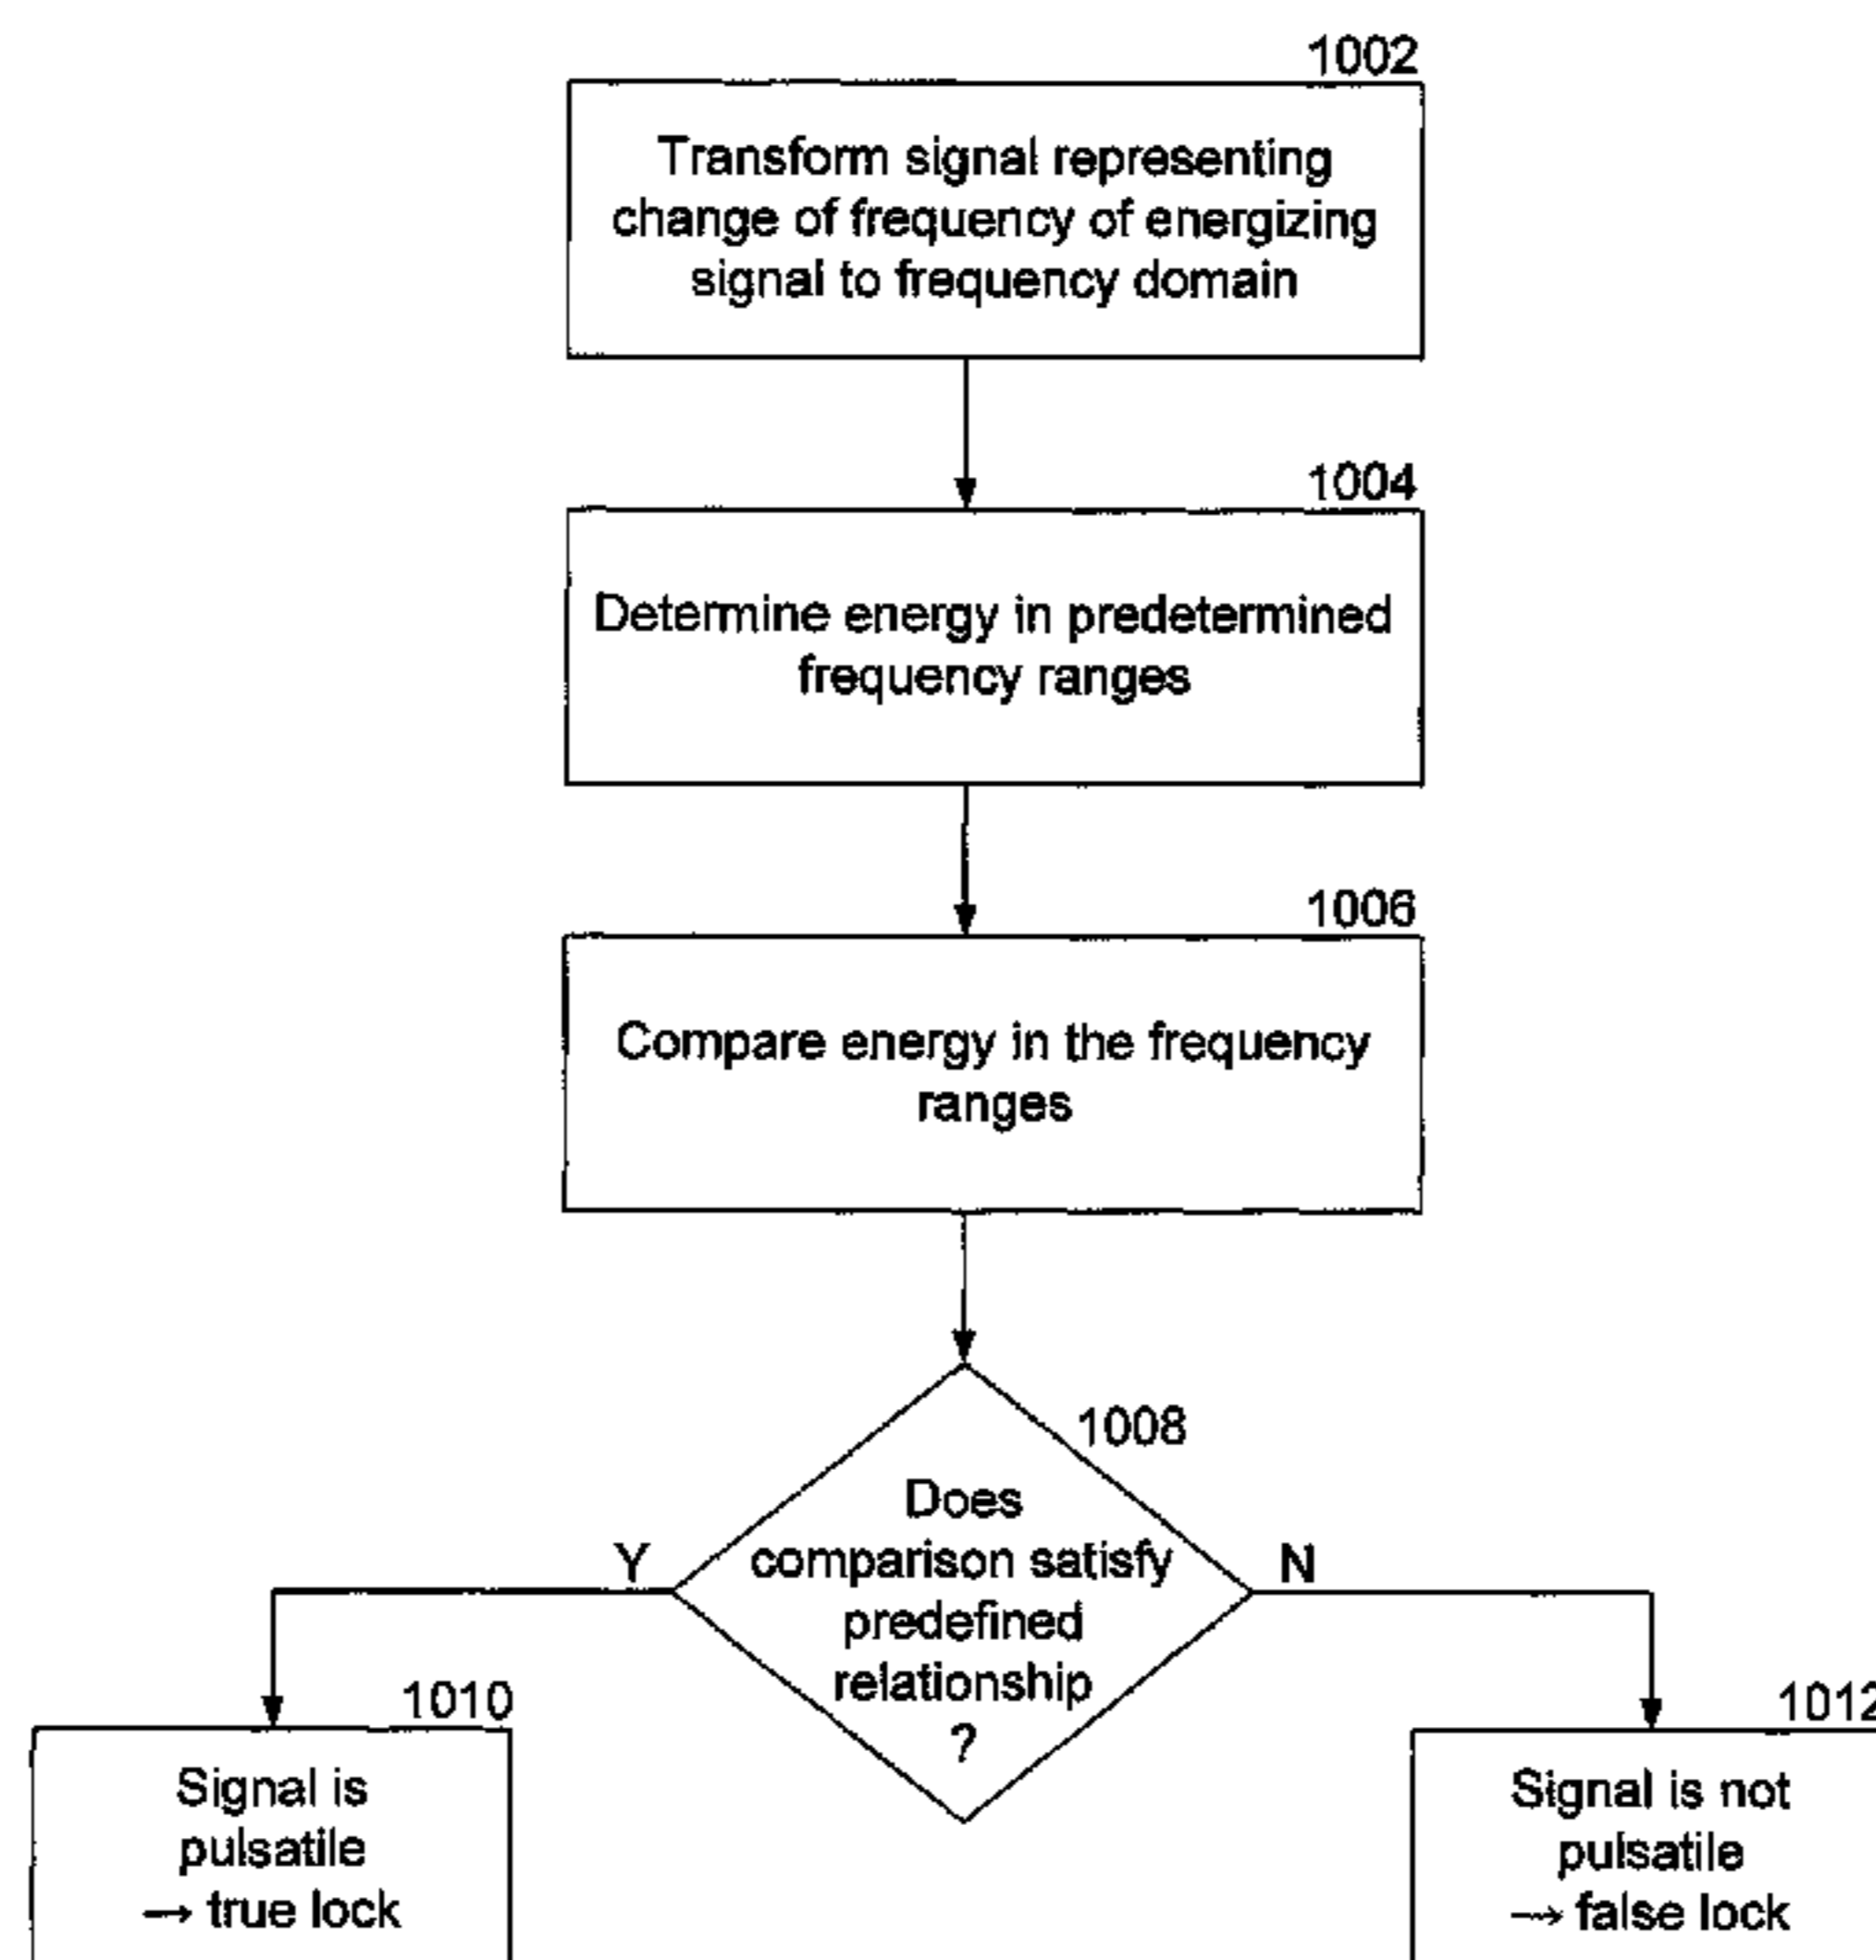 1002
Transform signal representing
change of frequency of energizing
signal to frequency domain
1004
Determine energy in predetermined
frequency ranges
1006
Compare energy in the frequency
ranges
1008
Does
comparison satisfy
predefined
relationship
?
Y
N
1010
Signal is
pulsatile
→ true lock
1012
Signal is not
pulsatile
→ false lock